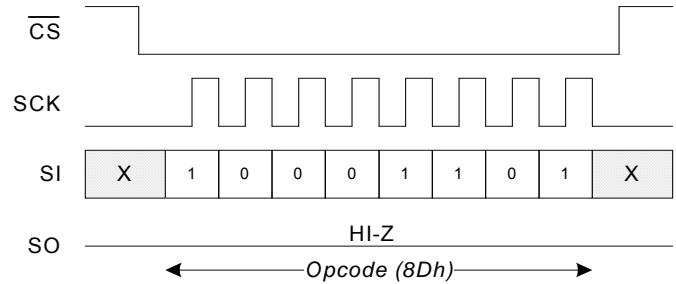 CS
SCK
SI X 1 0 0 0 1 1 0 1 X
SO HI-Z
Opcode (8Dh)